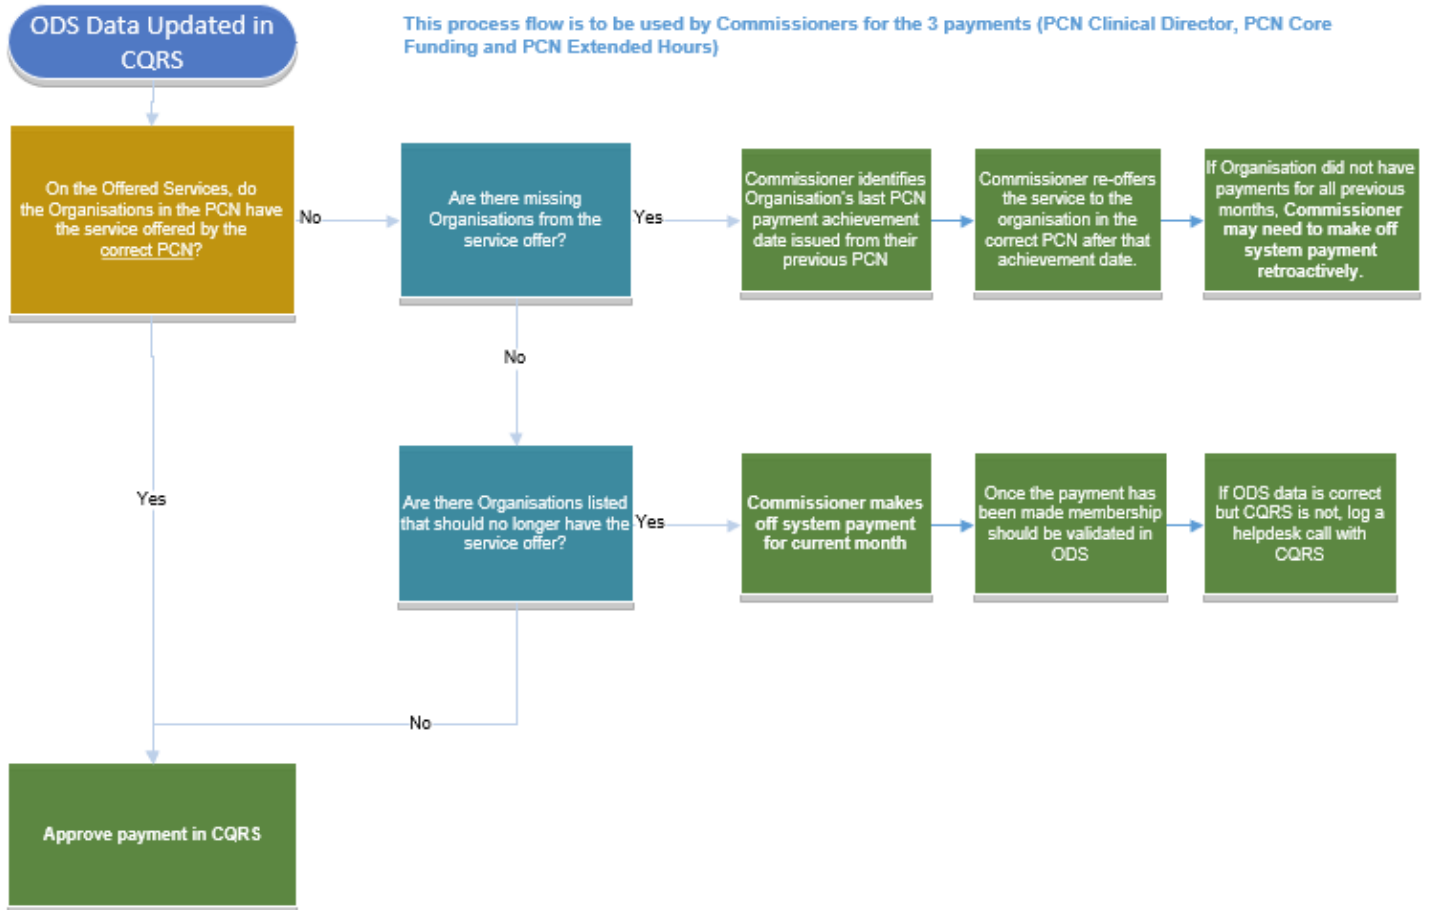 ODS Data Updated in
CQRS
This process flow is to be used by Commissioners for the 3 payments (PCN Clinical Director, PCN Core
Funding and PCN Extended Hours)
On the Offered Services, do
the Organisations in the PCN have
the service offered by the
correct PCN?
No
Are there missing
Organisations from the
service offer?
Yes
Commissioner identifies
Organisation's last PCN
payment achievement
date issued from their
previous PCN
Commissioner re-offers
the service to the
organisation in the
correct PCN after that
achievement date.
If Organisation did not have
payments for all previous
months, Commissioner
may need to make off
system payment
retroactively.
No
Yes
Are there Organisations listed
that should no longer have the
service offer?
Yes
Commissioner makes
off system payment
for current month
Once the payment has
been made membership
should be validated in
ODS
If ODS data is correct
but CQRS is not, log a
helpdesk call with
CQRS
No
Approve payment in CQRS